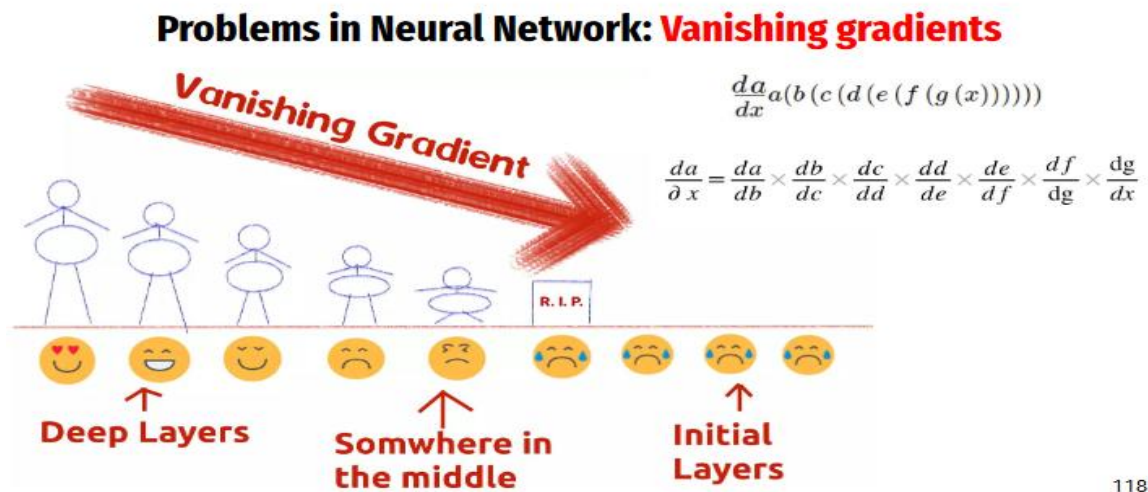 Problems in Neural Network: Vanishing gradients
Vanishing Gradient
da/dx a(b(c(d(e(f(g(x))))))
da/∂x = da/db × db/dc × dc/dd × dd/de × de/df × df/dg × dg/dx
R. I. P.
Deep Layers
Somwhere in
the middle
Initial
Layers
118